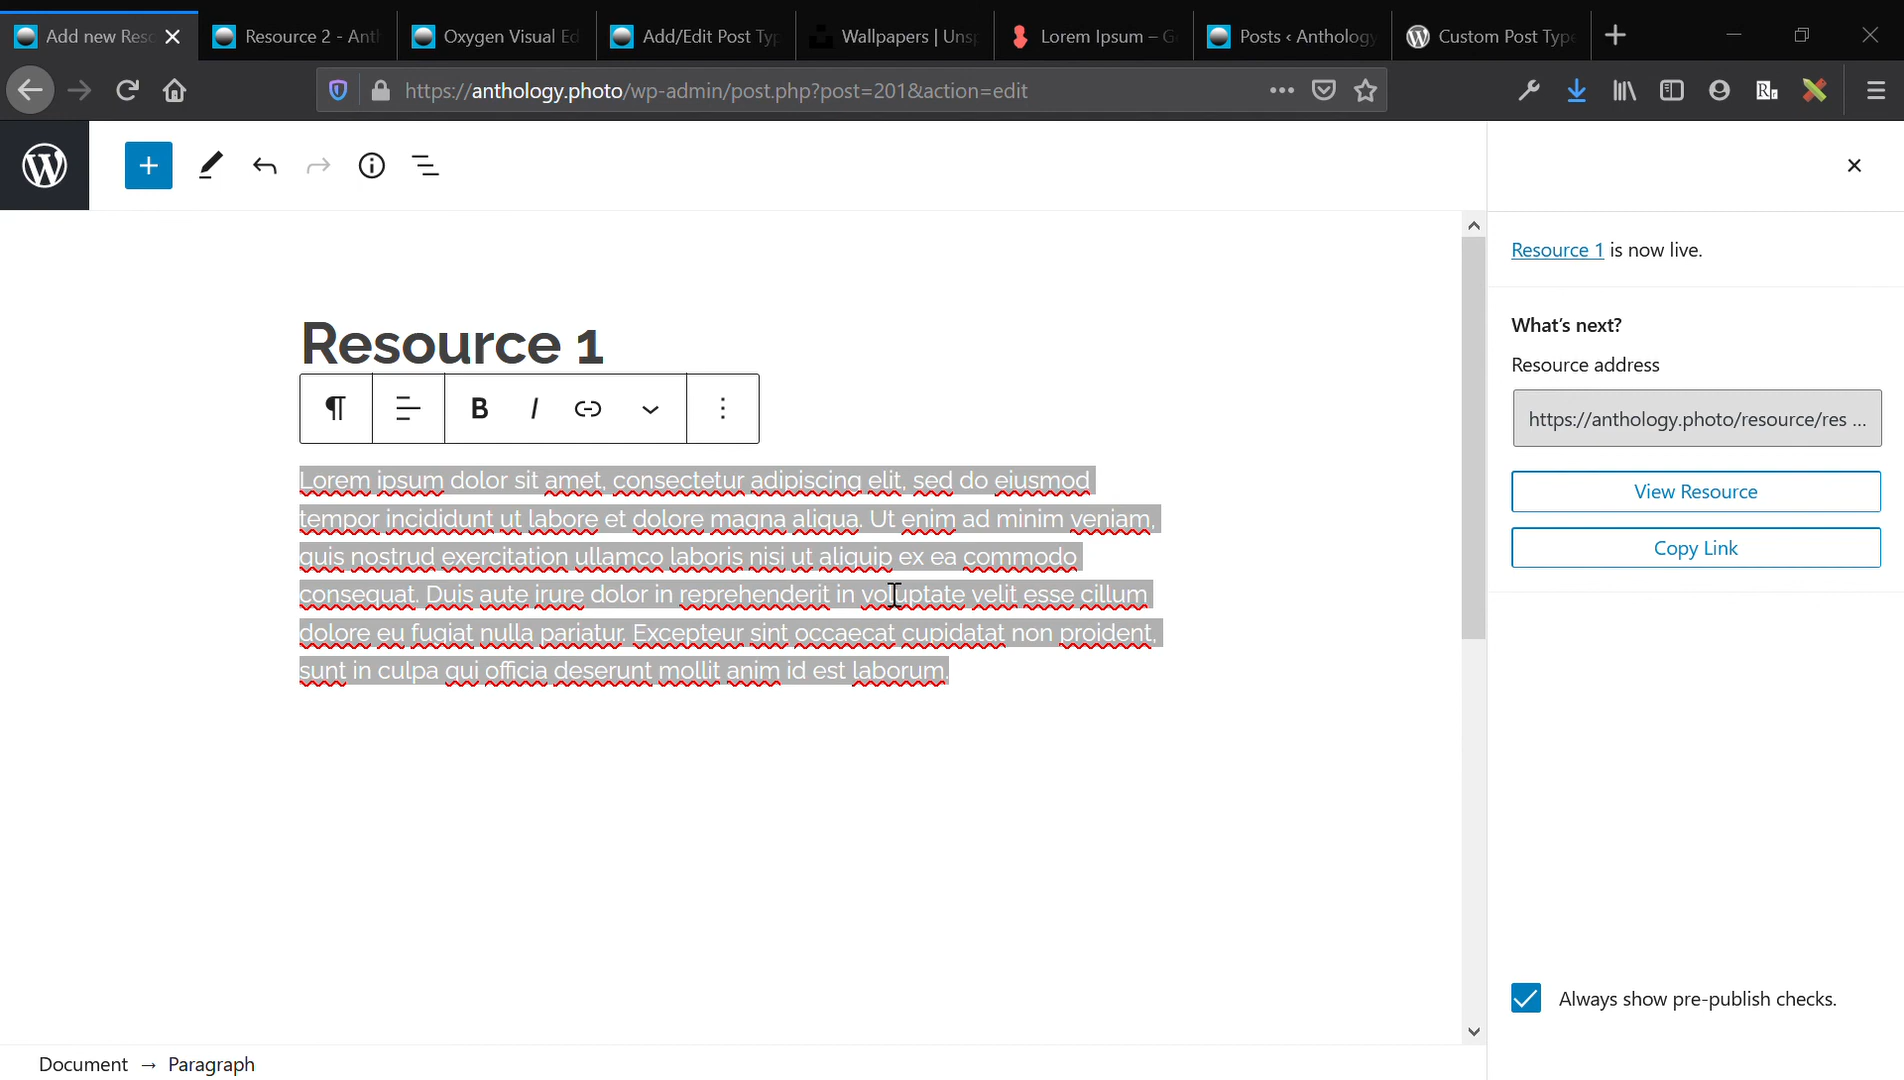 Add new Reso
Resource 2 - Anth
Oxygen Visual Ed
Add/Edit Post Typ
Wallpapers | Uns
Lorem Ipsum – G
Posts ‹ Anthology
Custom Post Type
https://anthology.photo/wp-admin/post.php?post=201&action=edit
Resource 1 is now live.
What's next?
Resource 1
Resource address
B I
https://anthology.photo/resource/res ...
Lorem ipsum dolor sit amet, consectetur adipiscing elit, sed do eiusmod
tempor incididunt ut labore et dolore magna aliqua. Ut enim ad minim veniam,
quis nostrud exercitation ullamco laboris nisi ut aliquip ex ea commodo
consequat. Duis aute irure dolor in reprehenderit in voluptate velit esse cillum
dolore eu fugiat nulla pariatur. Excepteur sint occaecat cupidatat non proident,
sunt in culpa qui officia deserunt mollit anim id est laborum.
View Resource
Copy Link
Always show pre-publish checks.
Document → Paragraph